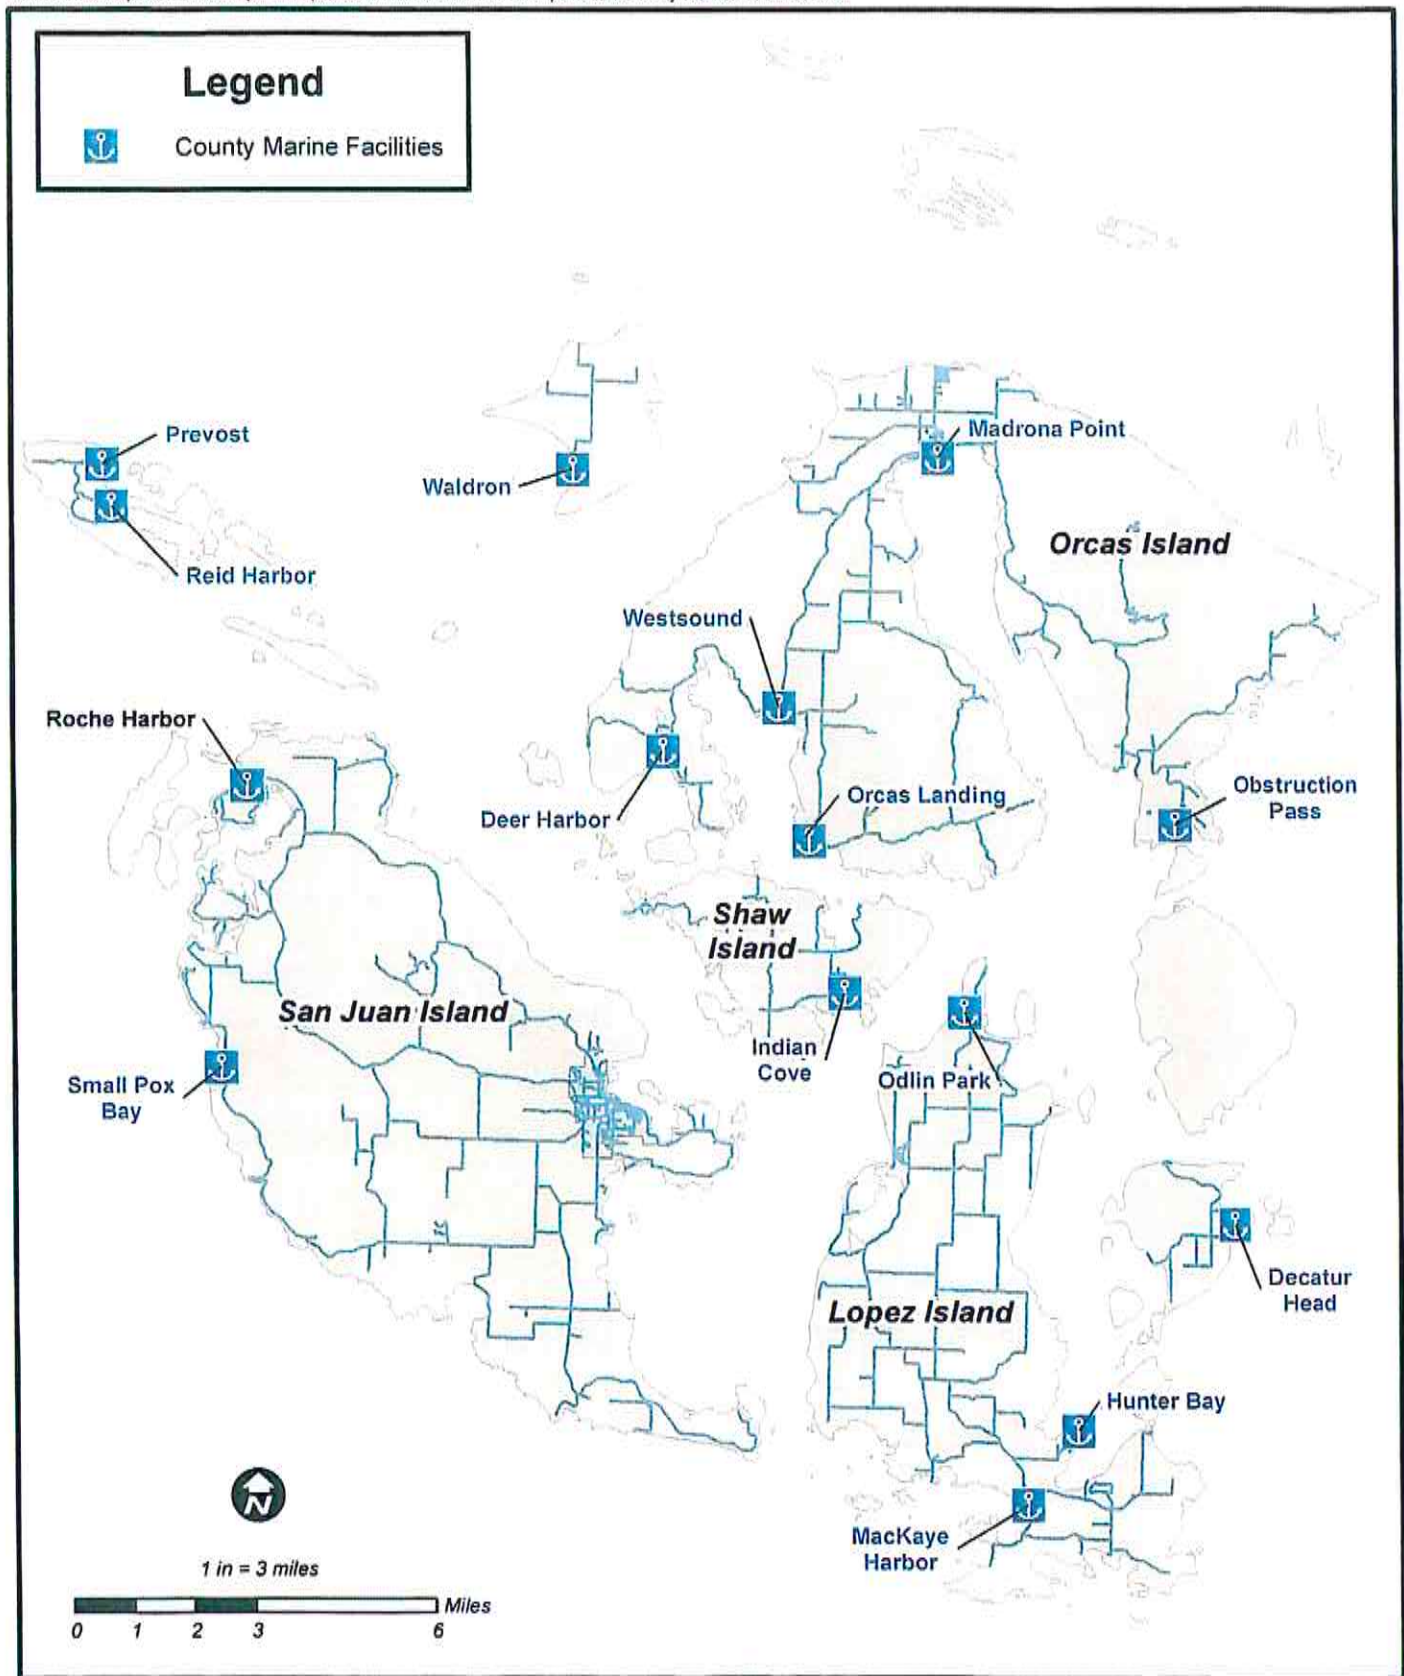 Legend
County Marine Facilities
Prevost
Reid Harbor
Waldron
Madrona Point
Orcas Island
Westsound
Roche Harbor
Deer Harbor
Orcas Landing
Obstruction
Pass
Shaw
Island
San Juan Island
Indian
Cove
Odlin Park
Small Pox
Bay
Decatur
Head
Lopez Island
Hunter Bay
MacKaye
Harbor
N
1 in = 3 miles
Miles
0 1 2 3 6